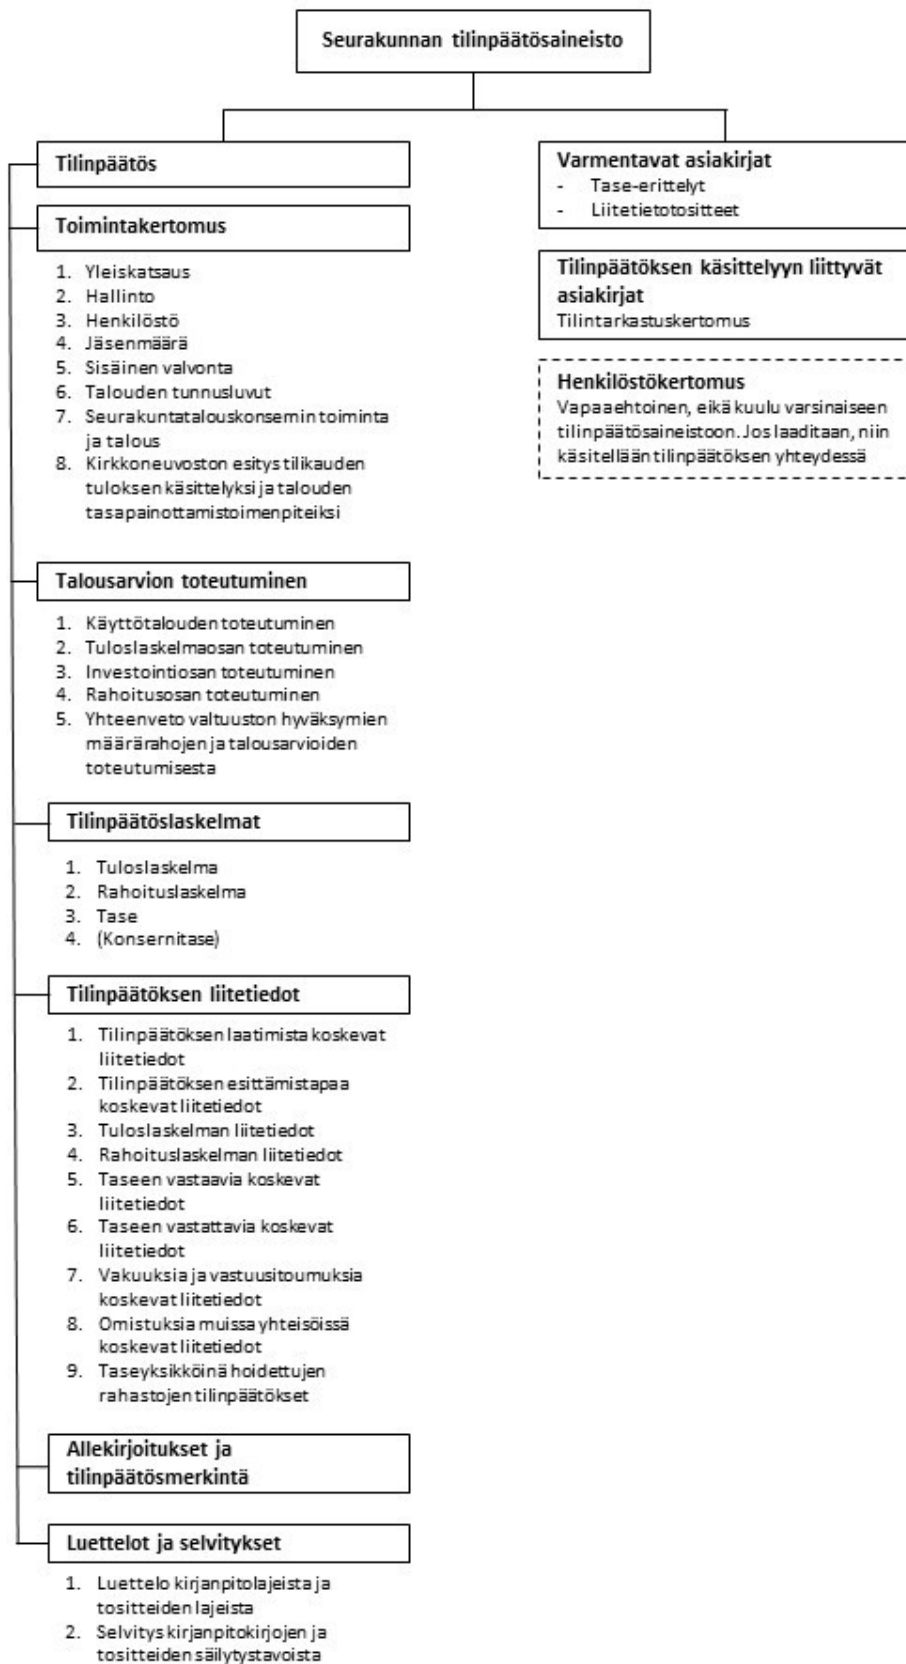 Seurakunnan tilinpäätösaineisto
Tilinpäätös
Toimintakertomus
1. Yleiskatsaus
2. Hallinto
3. Henkilöstö
4. Jäsenmäärä
5. Sisäinen valvonta
6. Talouden tunnusluvut
7. Seurakuntatalouskonsernin toiminta
ja talous
8. Kirkkoneuvoston esitys tilikauden
tuloksen käsittelyksi ja talouden
tasapainottamistoimenpiteiksi
Talousarvion toteutuminen
1. Käyttötalouden toteutuminen
2. Tuloslaskelmaosan toteutuminen
3. Investointiosan toteutuminen
4. Rahoitusosan toteutuminen
5. Yhteenveto valtuuston hyväksymien
määrärahojen ja talousarvioiden
toteutumisesta
Tilinpäätöslaskelmat
1. Tuloslaskelma
2. Rahoituslaskelma
3. Tase
4. (Konsernitase)
Tilinpäätöksen liitetiedot
1. Tilinpäätöksen laatimista koskevat
liitetiedot
2. Tilinpäätöksen esittämistapaa
koskevat liitetiedot
3. Tuloslaskelman liitetiedot
4. Rahoituslaskelman liitetiedot
5. Taseen vastaavia koskevat
liitetiedot
6. Taseen vastattavia koskevat
liitetiedot
7. Vakuuksia ja vastuusitoumuksia
koskevat liitetiedot
8. Omistuksia muissa yhteisöissä
koskevat liitetiedot
9. Taseyksikköinä hoidettujen
rahastojen tilinpäätökset
Allekirjoitukset ja
tilinpäätösmerkintä
Luettelot ja selvitykset
1. Luettelo kirjanpitolajeista ja
tositteiden lajeista
2. Selvitys kirjanpitokirjojen ja
tositteiden säilytystavoista
Varmentavat asiakirjat
- Tase-erittelyt
- Liitetietotositteet
Tilinpäätöksen käsittelyyn liittyvät
asiakirjat
Tilintarkastuskertomus
Henkilöstökertomus
Vapaaehtoinen, eikä kuulu varsinaiseen
tilinpäätösaineistoon. Jos laaditaan, niin
käsitellään tilinpäätöksen yhteydessä